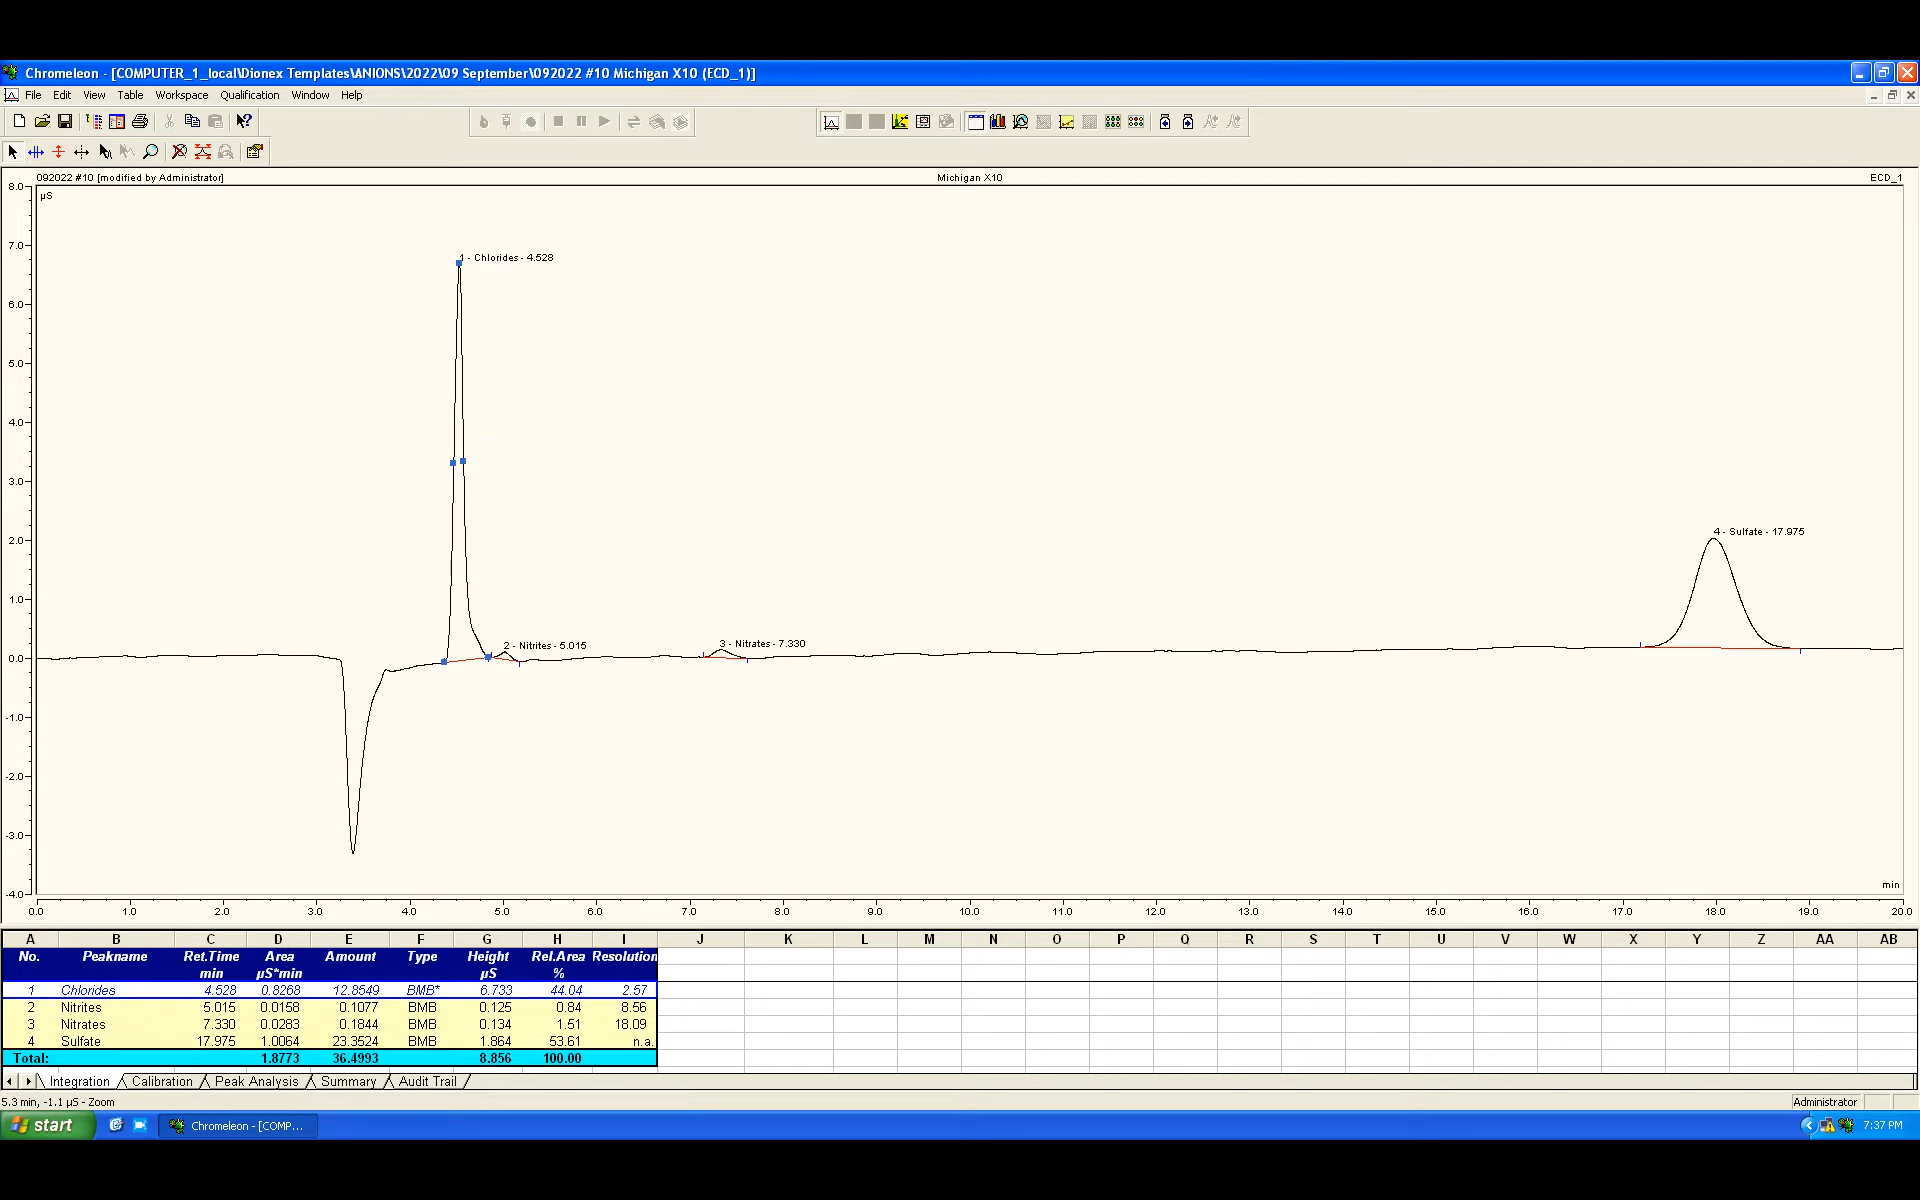 Chromeleon - [COMPUTER_1_local\Dionex Templates\ANIONS\2022\09 September\092022 #10 Michigan X10 (ECD_1)]
File Edit View Table Workspace Qualification Window Help
092022 #10 [modified by Administrator] Michigan X10 ECD_1
8.0
µS
7.0
1 - Chlorides - 4.528
6.0
5.0
4.0
3.0
2.0
4 - Sulfate - 17.975
1.0
2 - Nitrites - 5.015
3 - Nitrates - 7.330
0.0
-1.0
-2.0
-3.0
-4.0
min
0.0 1.0 2.0 3.0 4.0 5.0 6.0 7.0 8.0 9.0 10.0 11.0 12.0 13.0 14.0 15.0 16.0 17.0 18.0 19.0 20.0
A B C D E F G H I J K L M N O P Q R S T U V W X Y Z AA AB
No. Peakname Ret.Time Area Amount Type Height Rel.Area Resolution
min µS*min µS %
1 Chlorides 4.528 0.8268 12.8549 BMB* 6.733 44.04 2.57
2 Nitrites 5.015 0.0158 0.1077 BMB 0.125 0.84 8.56
3 Nitrates 7.330 0.0283 0.1844 BMB 0.134 1.51 18.09
4 Sulfate 17.975 1.0064 23.3524 BMB 1.864 53.61 n.a.
Total: 1.8773 36.4993 8.856 100.00
Integration Calibration Peak Analysis Summary Audit Trail
5.3 min, -1.1 µS - Zoom Administrator
start Chromeleon - [COMP... 7:37 PM